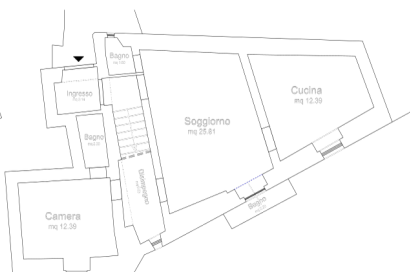 Bagno
Ingresso
Cucina
mq 12.39
Soggiorno
mq 25.81
Bagno
Disimpegno
Bagno
Camera
mq 12.38